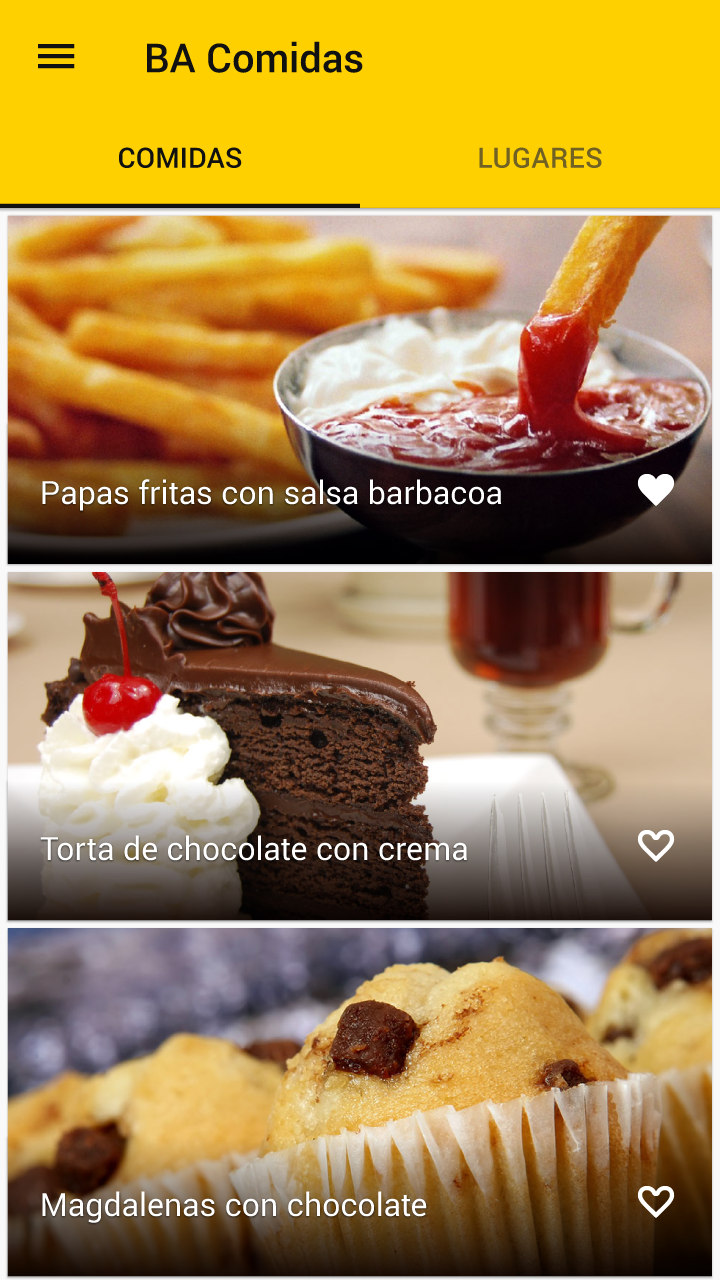 BA Comidas
COMIDAS
LUGARES
Papas fritas con salsa barbacoa
Torta de chocolate con crema
Magdalenas con chocolate